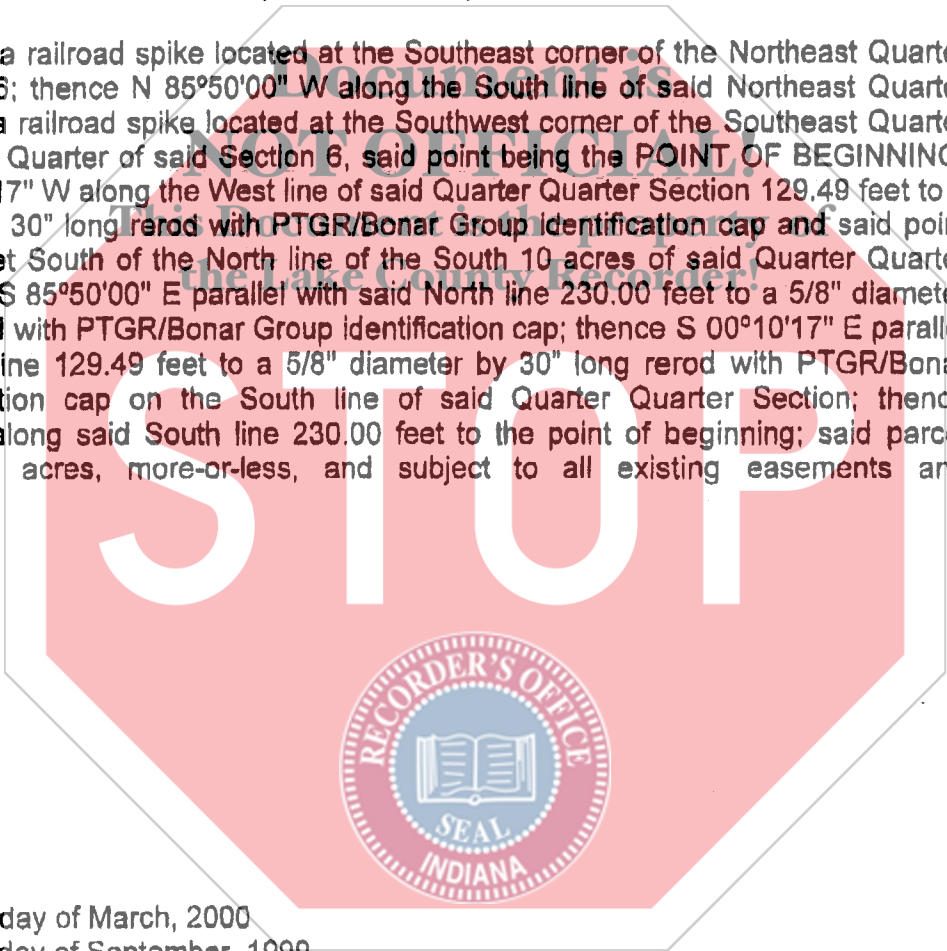 a railroad spike located at the Southeast corner of the Northeast Quarte
6; thence N 85°50'00" W along the South line of said Northeast Quarte
a railroad spike located at the Southwest corner of the Southeast Quarte
Quarter of said Section 6, said point being the POINT OF BEGINNING
7" W along the West line of said Quarter Quarter Section 129.49 feet to
30" long rerod with PTGR/Bonar Group identification cap and said poin
et South of the North line of the South 10 acres of said Quarter Quarte
S 85°50'00" E parallel with said North line 230.00 feet to a 5/8" diamete
with PTGR/Bonar Group identification cap; thence S 00°10'17" E parall
ine 129.49 feet to a 5/8" diameter by 30" long rerod with PTGR/Bona
tion cap on the South line of said Quarter Quarter Section; thenc
along said South line 230.00 feet to the point of beginning; said parc
acres, more-or-less, and subject to all existing easements an
Document is
NOT OFFICIAL!
This Document is the property of
the Lake County Recorder!
STOP
RECORDER'S OFFICE
SEAL
INDIANA
day of March, 2000
day of September, 1999